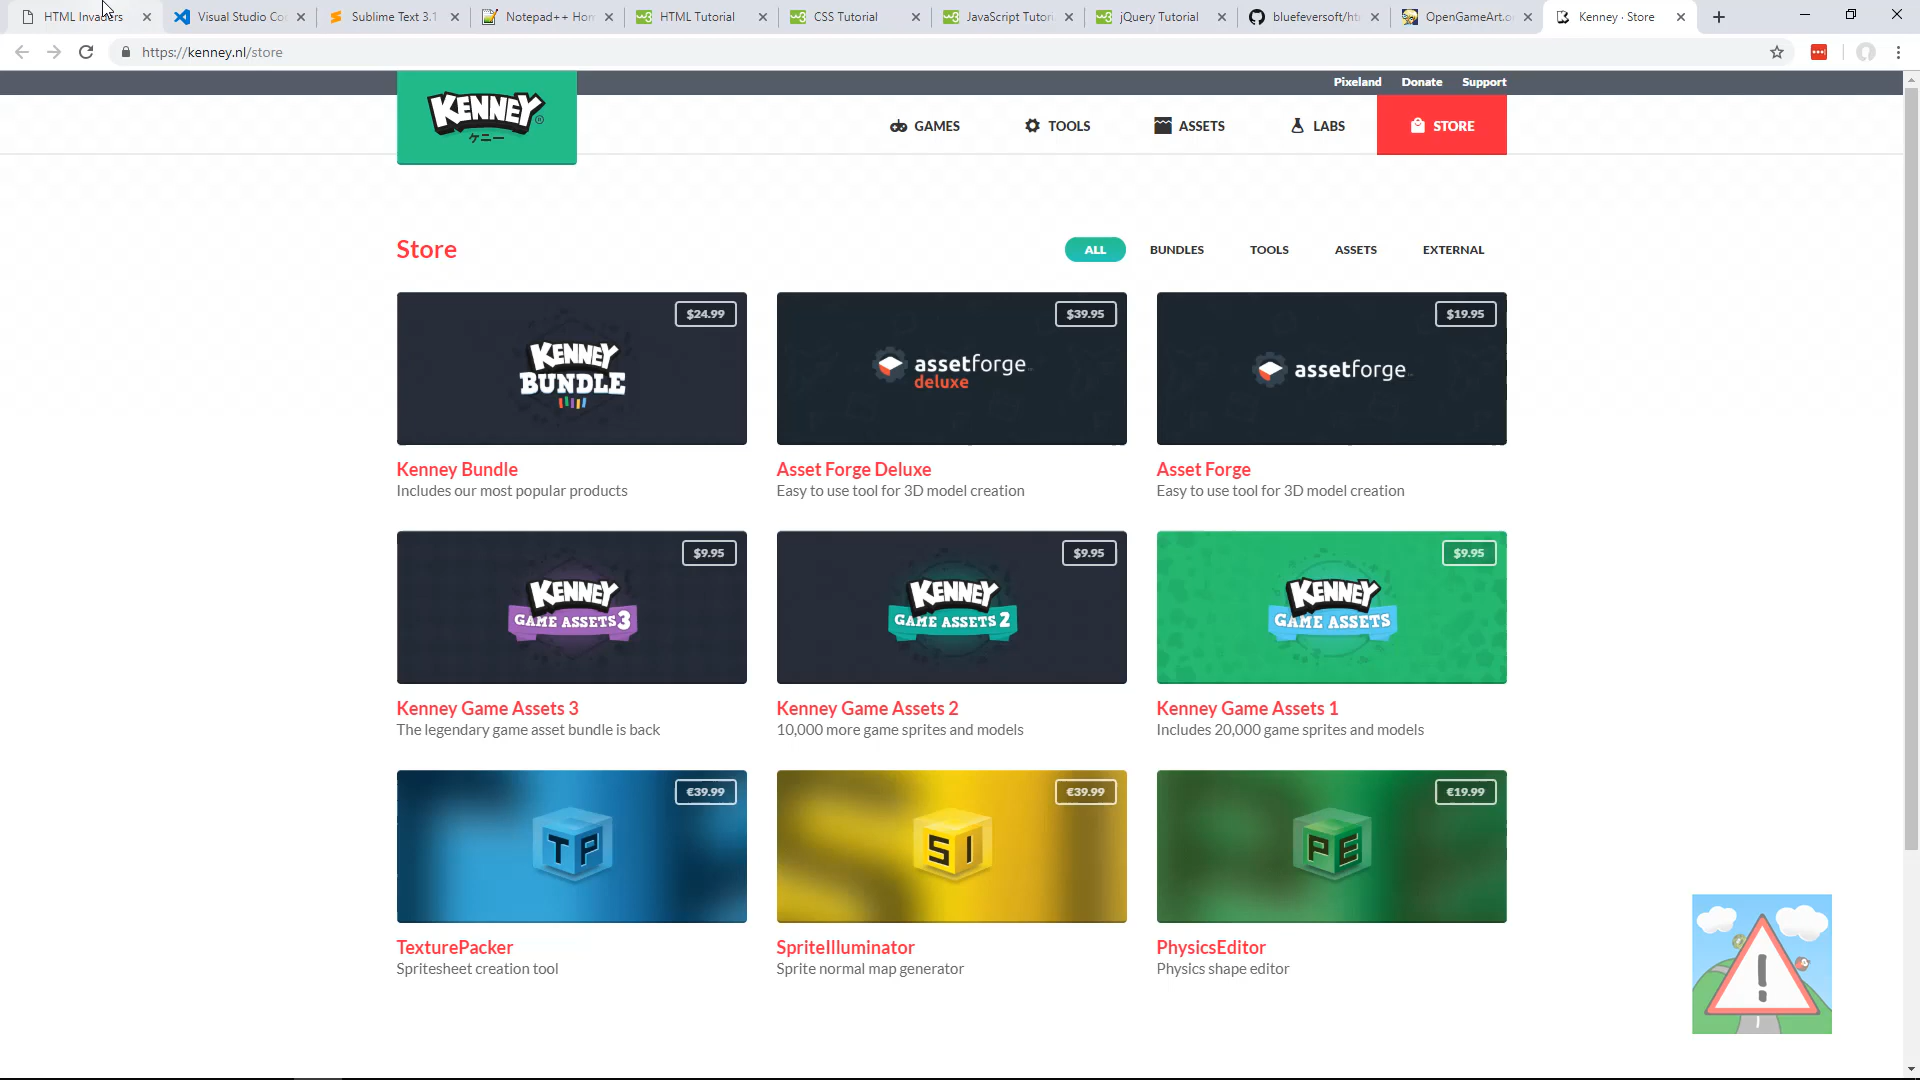 HTML Invaders
Visual Studio Co
Sublime Text 3.1
Notepad++ Hom
HTML Tutorial
CSS Tutorial
JavaScript Tutori
jQuery Tutorial
bluefeversoft/ht
OpenGameArt.o
Kenney · Store
https://kenney.nl/store
Pixeland Donate Support
KENNEY®
ケニー
GAMES TOOLS ASSETS LABS STORE
Store
ALL BUNDLES TOOLS ASSETS EXTERNAL
$24.99
KENNEY
BUNDLE
$39.95
assetforge
deluxe
$19.95
assetforge
Kenney Bundle
Includes our most popular products
Asset Forge Deluxe
Easy to use tool for 3D model creation
Asset Forge
Easy to use tool for 3D model creation
$9.95
KENNEY
GAME ASSETS 3
$9.95
KENNEY
GAME ASSETS 2
$9.95
KENNEY
GAME ASSETS
Kenney Game Assets 3
The legendary game asset bundle is back
Kenney Game Assets 2
10,000 more game sprites and models
Kenney Game Assets 1
Includes 20,000 game sprites and models
€39.99
TP
€39.99
SI
€19.99
PE
TexturePacker
Spritesheet creation tool
SpriteIlluminator
Sprite normal map generator
PhysicsEditor
Physics shape editor
!